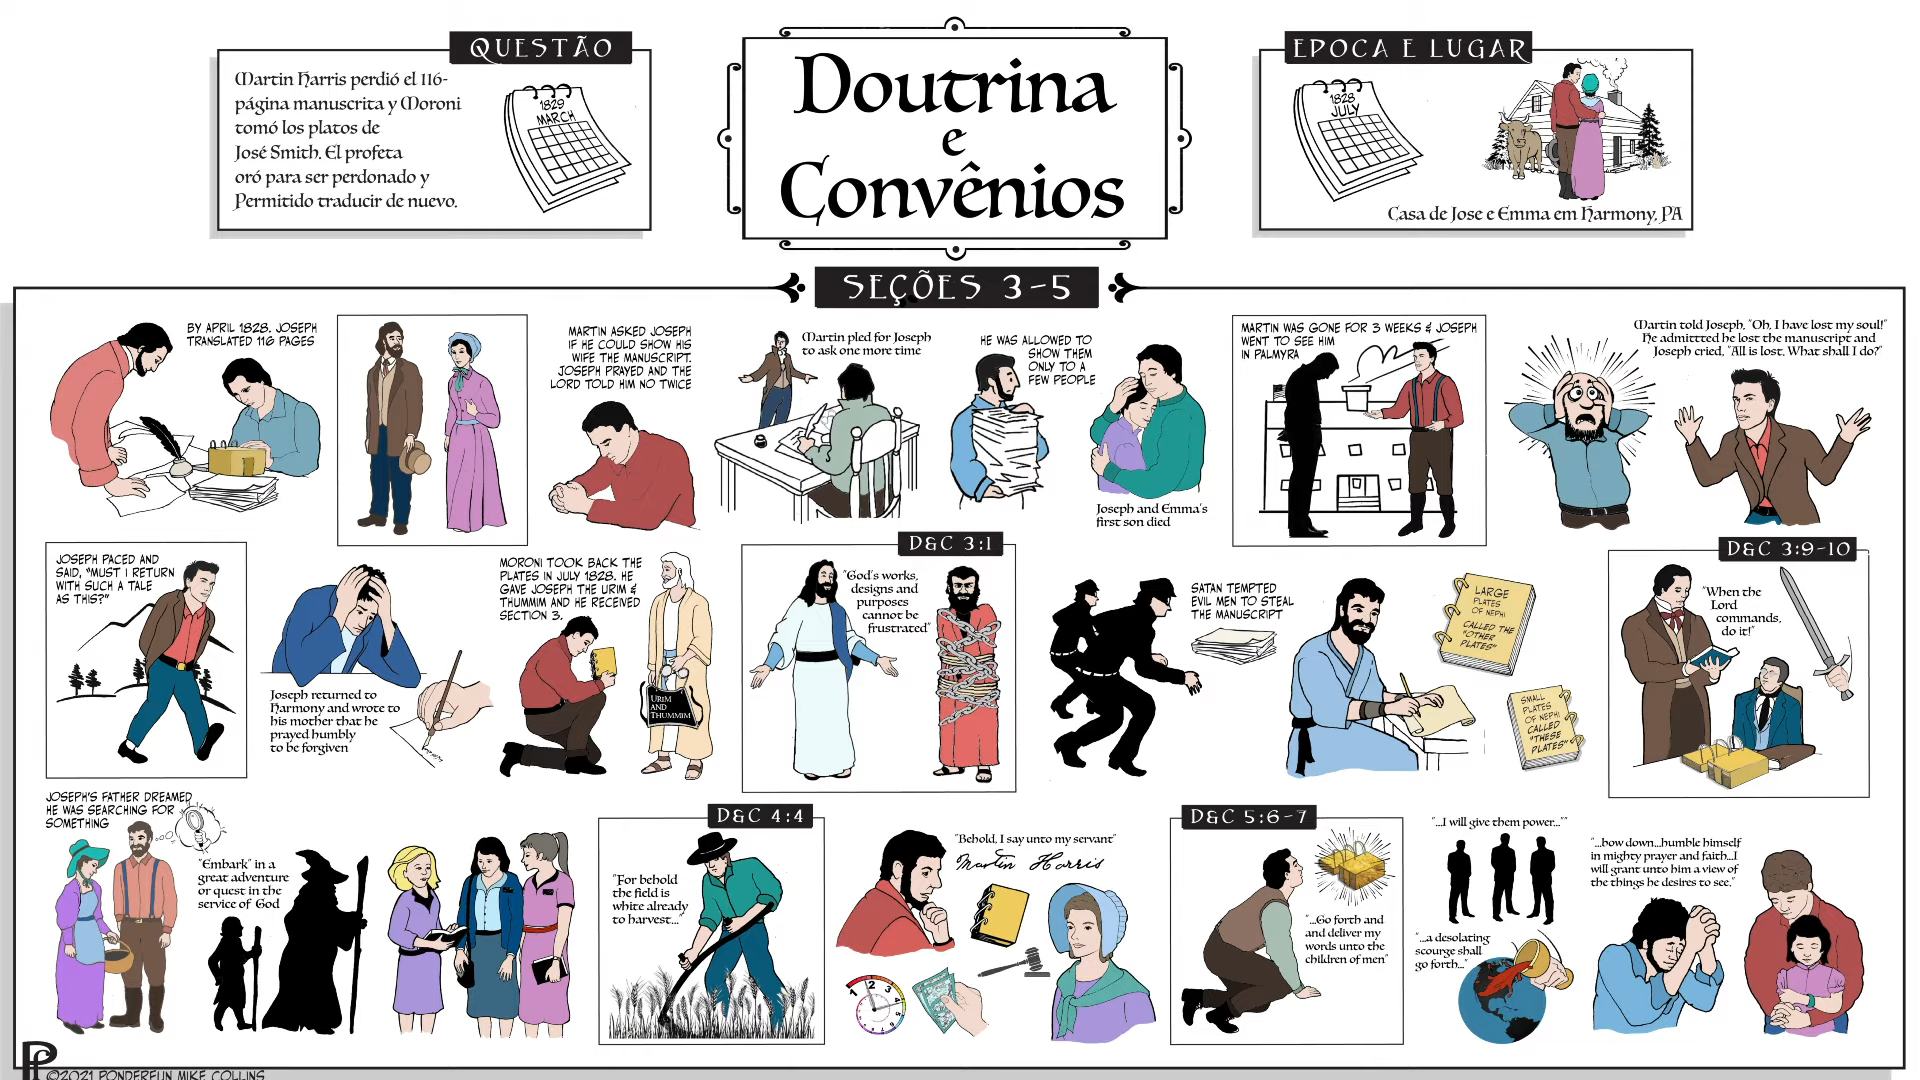 QUESTÃO
Martin Harris perdió el 116-
página manuscrita y Moroni
tomó los platos de
José Smith. El profeta
oró para ser perdonado y
Permitido traducir de nuevo.
1829
MARCH
Doutrina
e
Convênios
EPOCA E LUGAR
1828
JULY
Casa de Jose e Emma em Harmony, PA
SEÇÕES 3-5
BY APRIL 1828, JOSEPH
TRANSLATED 116 PAGES
MARTIN ASKED JOSEPH
IF HE COULD SHOW HIS
WIFE THE MANUSCRIPT.
JOSEPH PRAYED AND THE
LORD TOLD HIM NO TWICE
Martin pled for Joseph
to ask one more time
HE WAS ALLOWED TO
SHOW THEM
ONLY TO A
FEW PEOPLE
Joseph and Emma's
first son died
MARTIN WAS GONE FOR 3 WEEKS & JOSEPH
WENT TO SEE HIM
IN PALMYRA
Martin told Joseph, "Oh, I have lost my soul!"
He admittted he lost the manuscript and
Joseph cried, "All is lost. What shall I do?"
JOSEPH PACED AND
SAID, "MUST I RETURN
WITH SUCH A TALE
AS THIS?"
Joseph returned to
Harmony and wrote to
his mother that he
prayed humbly
to be forgiven
MORONI TOOK BACK THE
PLATES IN JULY 1828. HE
GAVE JOSEPH THE URIM &
THUMMIM AND HE RECEIVED
SECTION 3.
URIM
AND
THUMMIM
D&C 3:1
"God's works,
designs and
purposes
cannot be
frustrated"
SATAN TEMPTED
EVIL MEN TO STEAL
THE MANUSCRIPT
LARGE
PLATES
OF NEPHI
CALLED THE
"OTHER
PLATES"
SMALL
PLATES
OF NEPHI
CALLED
"THESE
PLATES"
D&C 3:9-10
"When the
Lord
commands,
do it!"
JOSEPH'S FATHER DREAMED
HE WAS SEARCHING FOR
SOMETHING
"Embark" in a
great adventure
or quest in the
service of God
D&C 4:4
"For behold
the field is
white already
to harvest..."
"Behold, I say unto my servant"
Martin Harris
1 2 3 4 5 6 7
D&C 5:6-7
"...Go forth and
and deliver my
words unto the
children of men"
"...I will give them power...""
"...a desolating
scourge shall
go forth..."
"...bow down...humble himself
in mighty prayer and faith...I
will grant unto him a view of
the things he desires to see."
©2021 PONDERFUN MIKE COLLINS